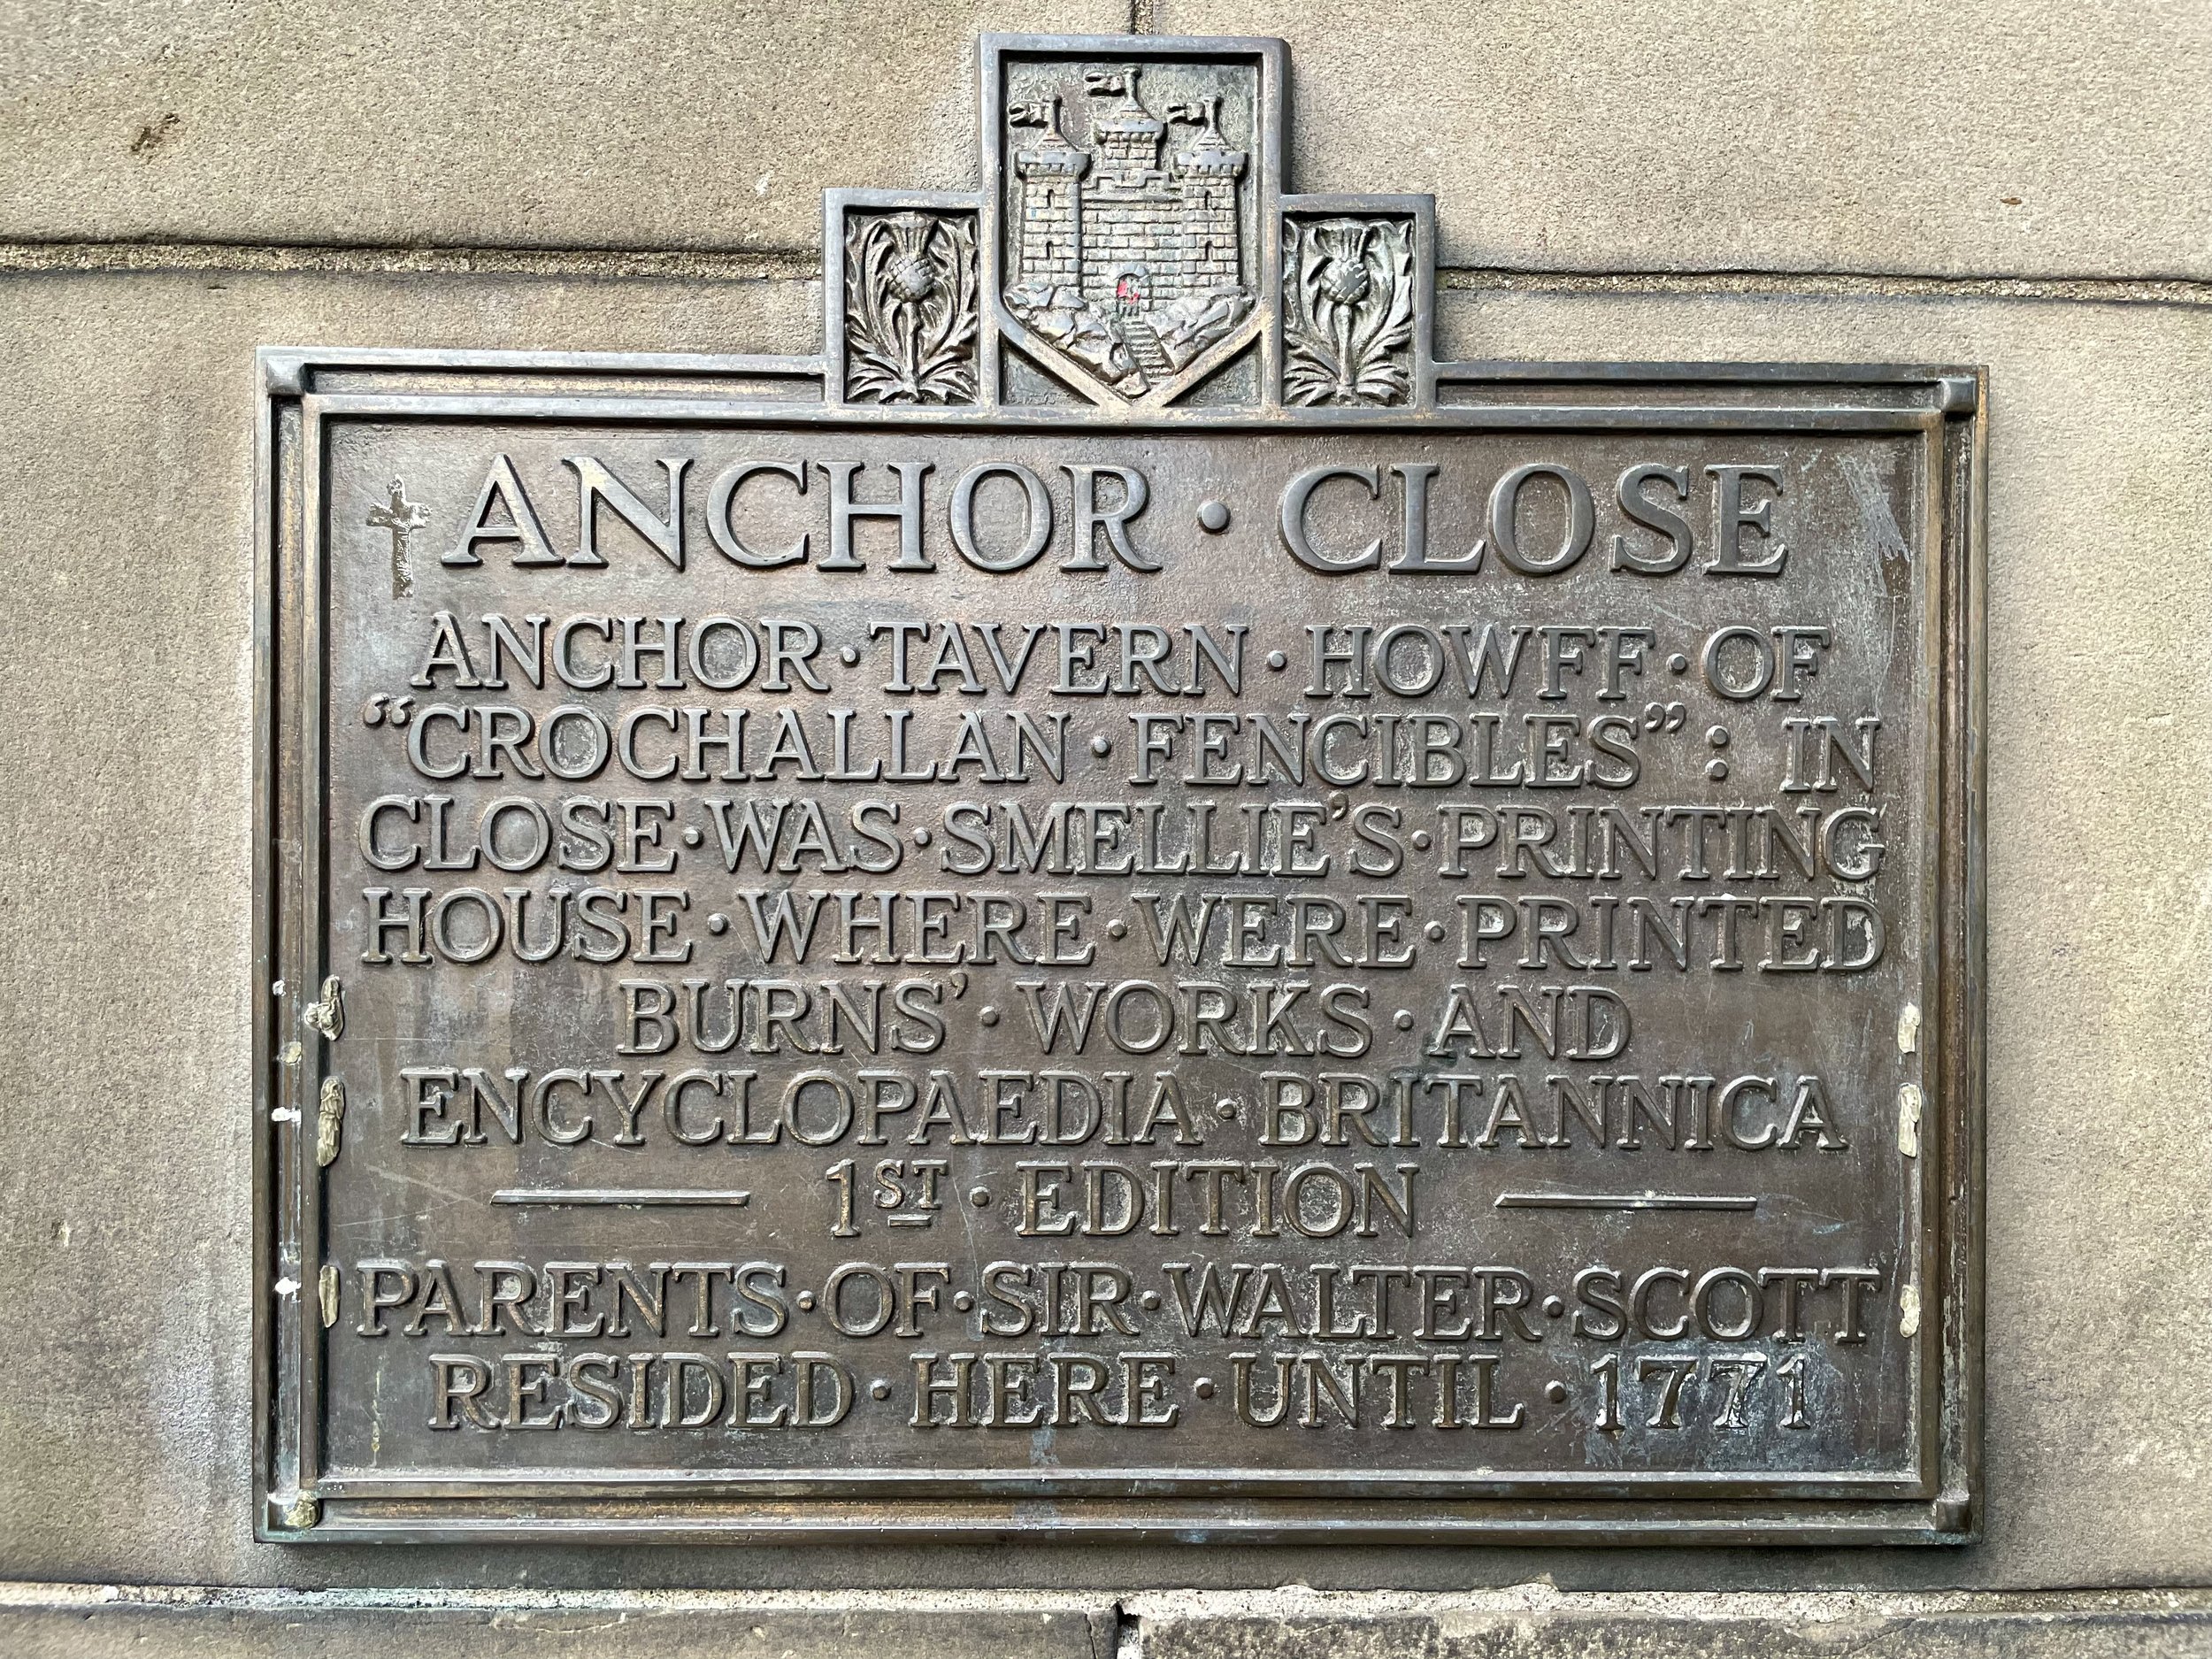 ANCHOR · CLOSE
ANCHOR · TAVERN · HOWFF · OF
“CROCHALLAN · FENCIBLES” : IN
CLOSE · WAS · SMELLIE’S · PRINTING
HOUSE · WHERE · WERE · PRINTED
BURNS’ · WORKS · AND
ENCYCLOPAEDIA · BRITANNICA
1ST · EDITION
PARENTS · OF · SIR · WALTER · SCOTT
RESIDED · HERE · UNTIL · 1771